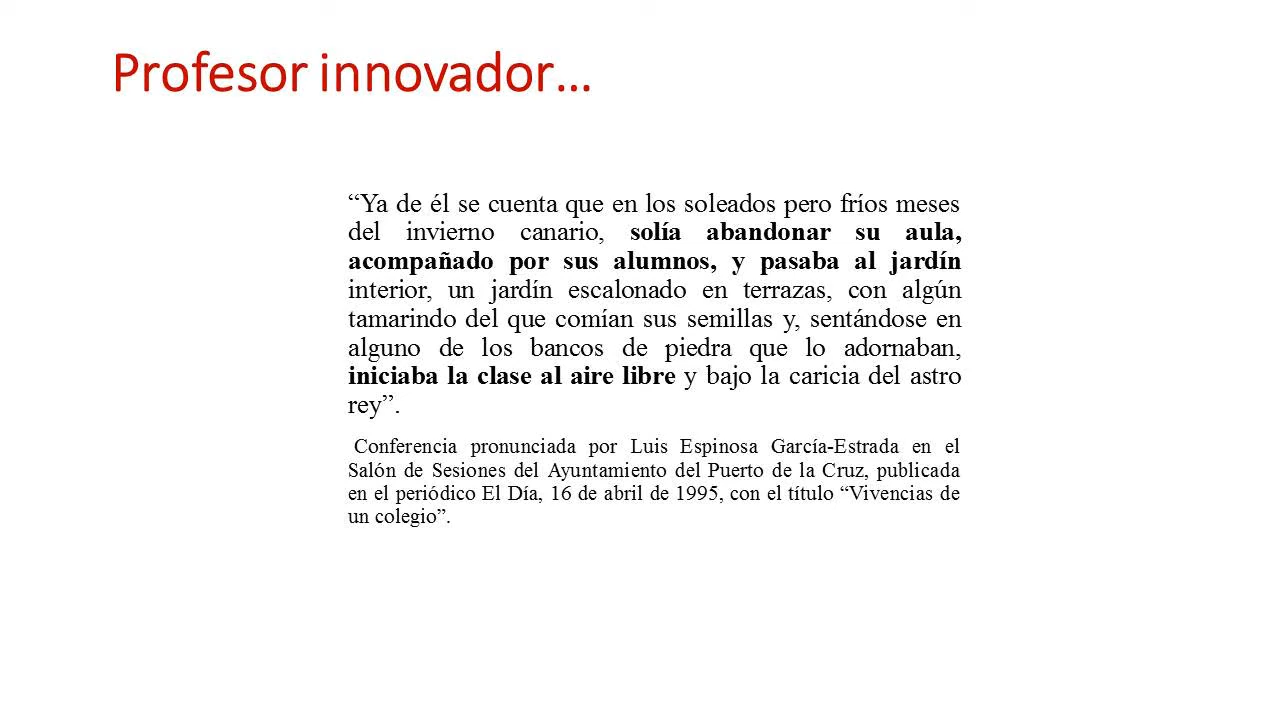 Profesor innovador...
“Ya de él se cuenta que en los soleados pero fríos meses
del invierno canario, solía abandonar su aula,
acompañado por sus alumnos, y pasaba al jardín
interior, un jardín escalonado en terrazas, con algún
tamarindo del que comían sus semillas y, sentándose en
alguno de los bancos de piedra que lo adornaban,
iniciaba la clase al aire libre y bajo la caricia del astro
rey”.
Conferencia pronunciada por Luis Espinosa García-Estrada en el
Salón de Sesiones del Ayuntamiento del Puerto de la Cruz, publicada
en el periódico El Día, 16 de abril de 1995, con el título “Vivencias de
un colegio”.